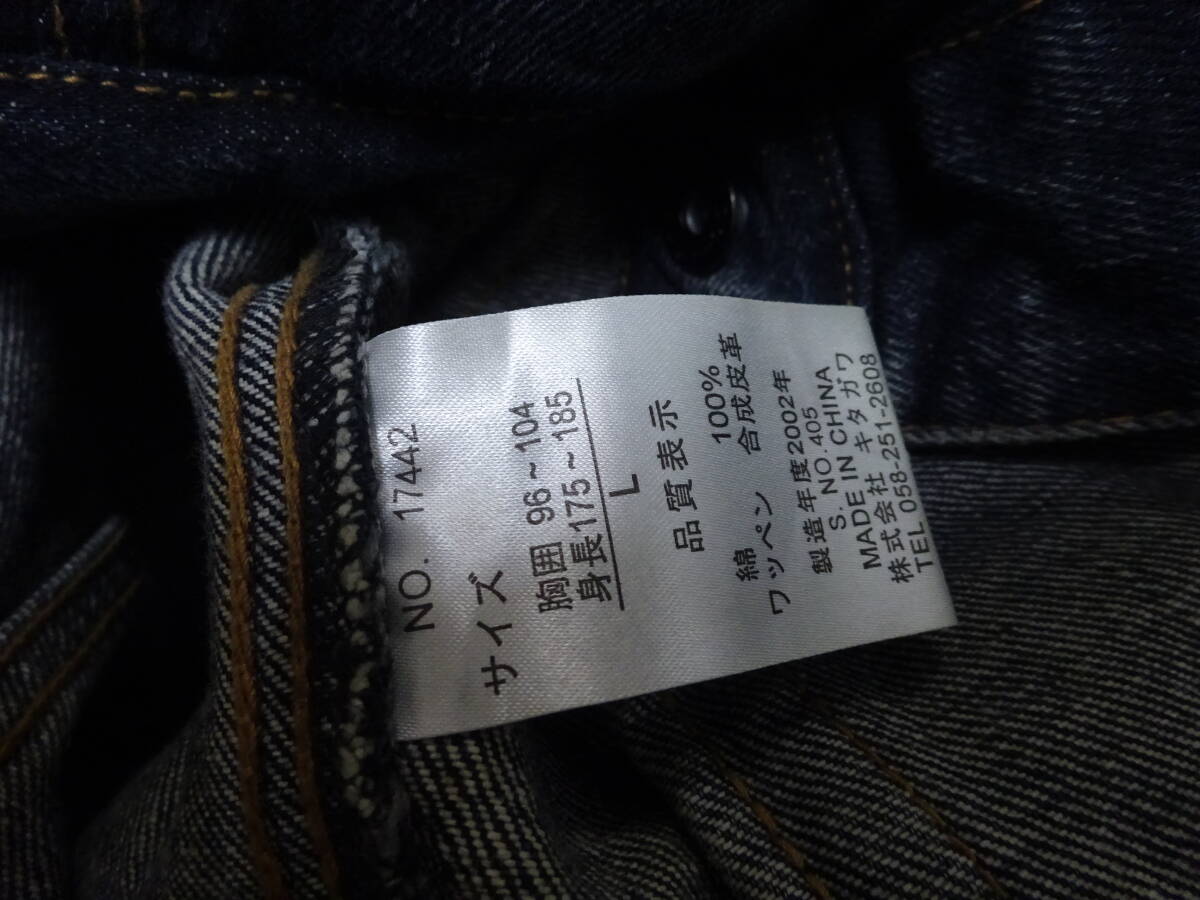 NO. 17442
サイズ
胸囲 96~104
身長175~185
L
品質表示
綿 100%
ワッペン 合成皮革
製造年度2002年
S. NO.405
MADE IN CHINA
株式会社 キタガワ
TEL 058-251-2608